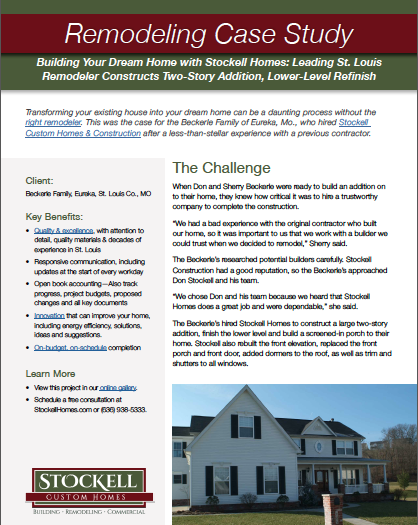 Remodeling Case Study
Building Your Dream Home with Stockell Homes: Leading St. Louis
Remodeler Constructs Two-Story Addition, Lower-Level Refinish
Transforming your existing house into your dream home can be a daunting process without the
right remodeler. This was the case for the Beckerle Family of Eureka, Mo., who hired Stockell
Custom Homes & Construction after a less-than-stellar experience with a previous contractor.
Client:
Beckerle Family, Eureka, St. Louis Co., MO
Key Benefits:
• Quality & excellence, with attention to
detail, quality materials & decades of
experience in St. Louis
• Responsive communication, including
updates at the start of every workday
• Open book accounting—Also track
progress, project budgets, proposed
changes and all key documents
• Innovation that can improve your home,
including energy efficiency, solutions,
ideas and suggestions.
• On-budget, on-schedule completion
Learn More
• View this project in our online gallery.
• Schedule a free consultation at
StockellHomes.com or (636) 938-5333.
STOCKELL
CUSTOM HOMES
BUILDING · REMODELING · COMMERCIAL
The Challenge
When Don and Sherry Beckerle were ready to build an addition on
to their home, they knew how critical it was to hire a trustworthy
company to complete the construction.
“We had a bad experience with the original contractor who built
our home, so it was important to us that we work with a builder we
could trust when we decided to remodel,” Sherry said.
The Beckerle’s researched potential builders carefully. Stockell
Construction had a good reputation, so the Beckerle’s approached
Don Stockell and his team.
“We chose Don and his team because we heard that Stockell
Homes does a great job and were dependable,” she said.
The Beckerle’s hired Stockell Homes to construct a large two-story
addition, finish the lower level and build a screened-in porch to their
home. Stockell also rebuilt the front elevation, replaced the front
porch and front door, added dormers to the roof, as well as trim and
shutters to all windows.